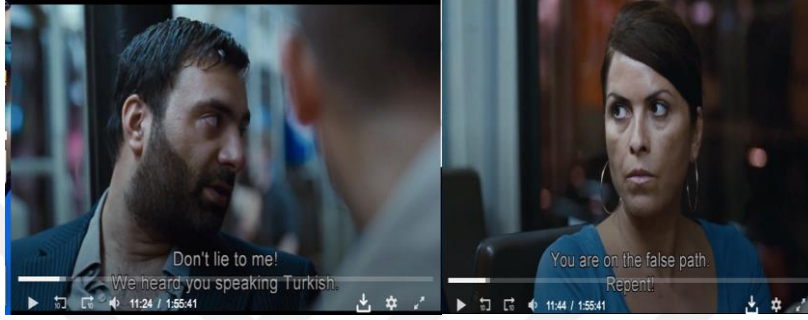 Don't lie to me!
We heard you speaking Turkish.
11:24 / 1:55:41
You are on the false path.
Repent!
11:44 / 1:55:41